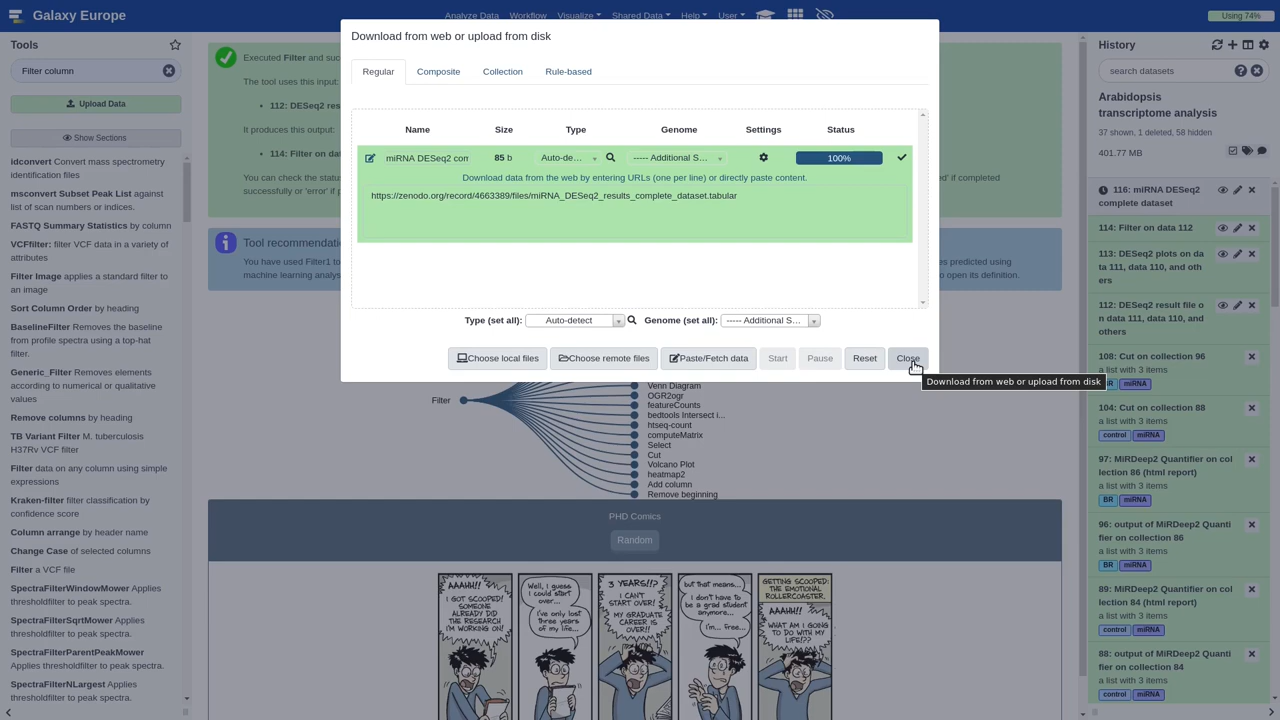 Galaxy Europe
Analyze Data Workflow Visualize Shared Data Help User
Using 74%
Tools
Filter column
Upload Data
Show Sections
idconvert Convert mass spectrometry
identification files.
msconvert Subset Peak List against
list of scan numbers or indices.
FASTQ Summary Statistics by column
VCFfilter: filter VCF data in a variety of
attributes
Filter Image applies a standard filter to
an image
Sort Column Order by heading
BaselineFilter Removes the baseline
from profile spectra using a top-hat
filter.
Generic_Filter Removes elements
according to numerical or qualitative
values
Remove columns by heading
TB Variant Filter M. tuberculosis
H37Rv VCF filter
Filter data on any column using simple
expressions
Kraken-filter filter classification by
confidence score
Column arrange by header name
Change Case of selected columns
Filter a VCF file
SpectraFilterWindowMower Applies
thresholdfilter to peak spectra.
SpectraFilterSqrtMower Applies
thresholdfilter to peak spectra.
SpectraFilterParentPeakMower
Applies thresholdfilter to peak spectra.
SpectraFilterNLargest Applies
thresholdfilter to peak spectra.
Executed Filter and suc
The tool uses this input:
112: DESeq2 res
It produces this output:
114: Filter on dat
You can check the status
successfully or 'error' if p
nd' if completed
Tool recommendatio
You have used Filter1 to
machine learning analys
es predicted using
to open its definition.
Download from web or upload from disk
Regular Composite Collection Rule-based
Name Size Type Genome Settings Status
miRNA DESeq2 com 85 b Auto-de... ----- Additional S... 100%
Download data from the web by entering URLs (one per line) or directly paste content.
https://zenodo.org/record/4663389/files/miRNA_DESeq2_results_complete_dataset.tabular
Type (set all): Auto-detect Genome (set all): ----- Additional S...
Choose local files Choose remote files Paste/Fetch data Start Pause Reset Close
Download from web or upload from disk
Filter
Venn Diagram
OGR2ogr
featureCounts
bedtools Intersect i...
htseq-count
computeMatrix
Select
Cut
Volcano Plot
heatmap2
Add column
Remove beginning
PHD Comics
Random
AAAHH!!
I GOT SCOOPED!
SOMEONE
ALREADY DID
THE RESEARCH
I'M WORKING ON!
Well, I guess
I could start
over...
I've only lost
three years
of my life...
3 YEARS!!?
I CAN'T
START OVER!
MY GRADUATE
CAREER IS
OVER!!
but that means...
I don't have to
be a grad student
anymore...
I'm... free...
GETTING SCOOPED:
THE EMOTIONAL
ROLLERCOASTER.
AAAHH!!
WHAT AM I
GOING TO
DO WITH MY
LIFE!??
History
search datasets
Arabidopsis
transcriptome analysis
37 shown, 1 deleted, 58 hidden
401.77 MB
116: miRNA DESeq2
complete dataset
114: Filter on data 112
113: DESeq2 plots on da
ta 111, data 110, and oth
ers
112: DESeq2 result file o
n data 111, data 110, and
others
108: Cut on collection 96
BR miRNA
104: Cut on collection 88
a list with 3 items
control miRNA
97: MiRDeep2 Quantifier on col
lection 86 (html report)
a list with 3 items
BR miRNA
96: output of MiRDeep2 Quanti
fier on collection 86
a list with 3 items
BR miRNA
89: MiRDeep2 Quantifier on col
lection 84 (html report)
a list with 3 items
control miRNA
88: output of MiRDeep2 Quanti
fier on collection 84
a list with 3 items
control miRNA